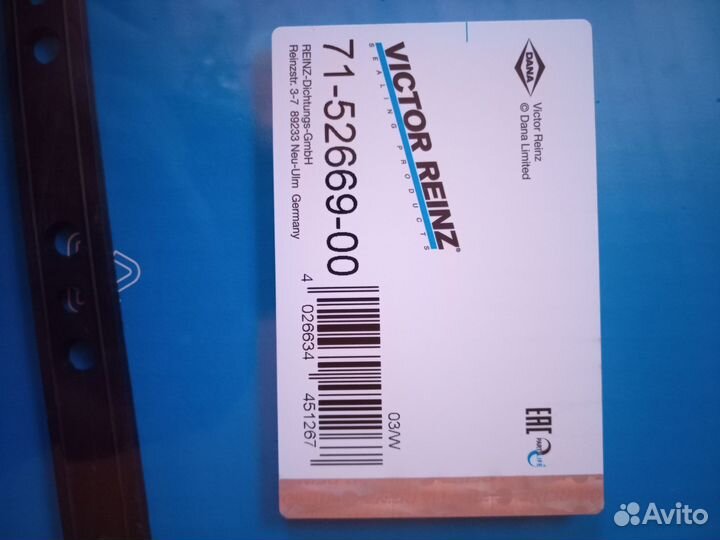 DANA
Victor Reinz
© Dana Limited
VICTOR REINZ®
SEALING PRODUCTS
71-52669-00
REINZ-Dichtungs-GmbH
Reinzstr. 3-7 89233 Neu-Ulm Germany
4 026634 451267
03/W
EAC
PARTSLIFE
Avito